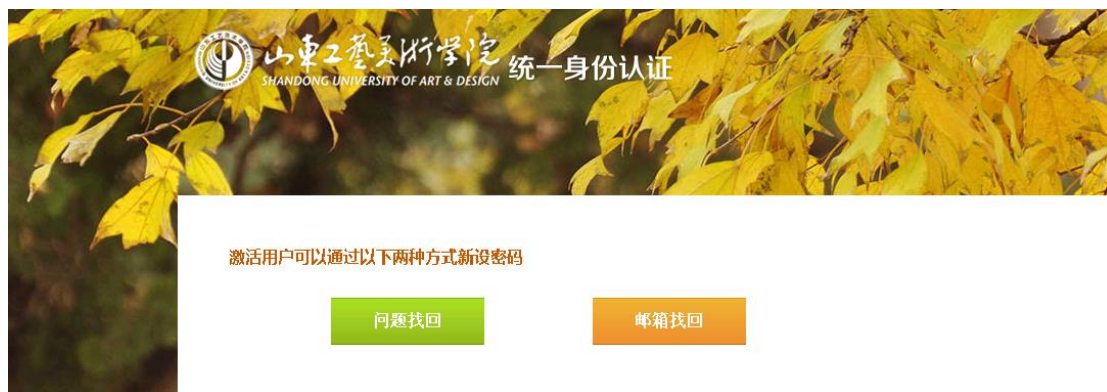 山東工藝美術学院
SHANDONG UNIVERSITY OF ART & DESIGN
统一身份认证
激活用户可以通过以下两种方式新设密码
问题找回
邮箱找回